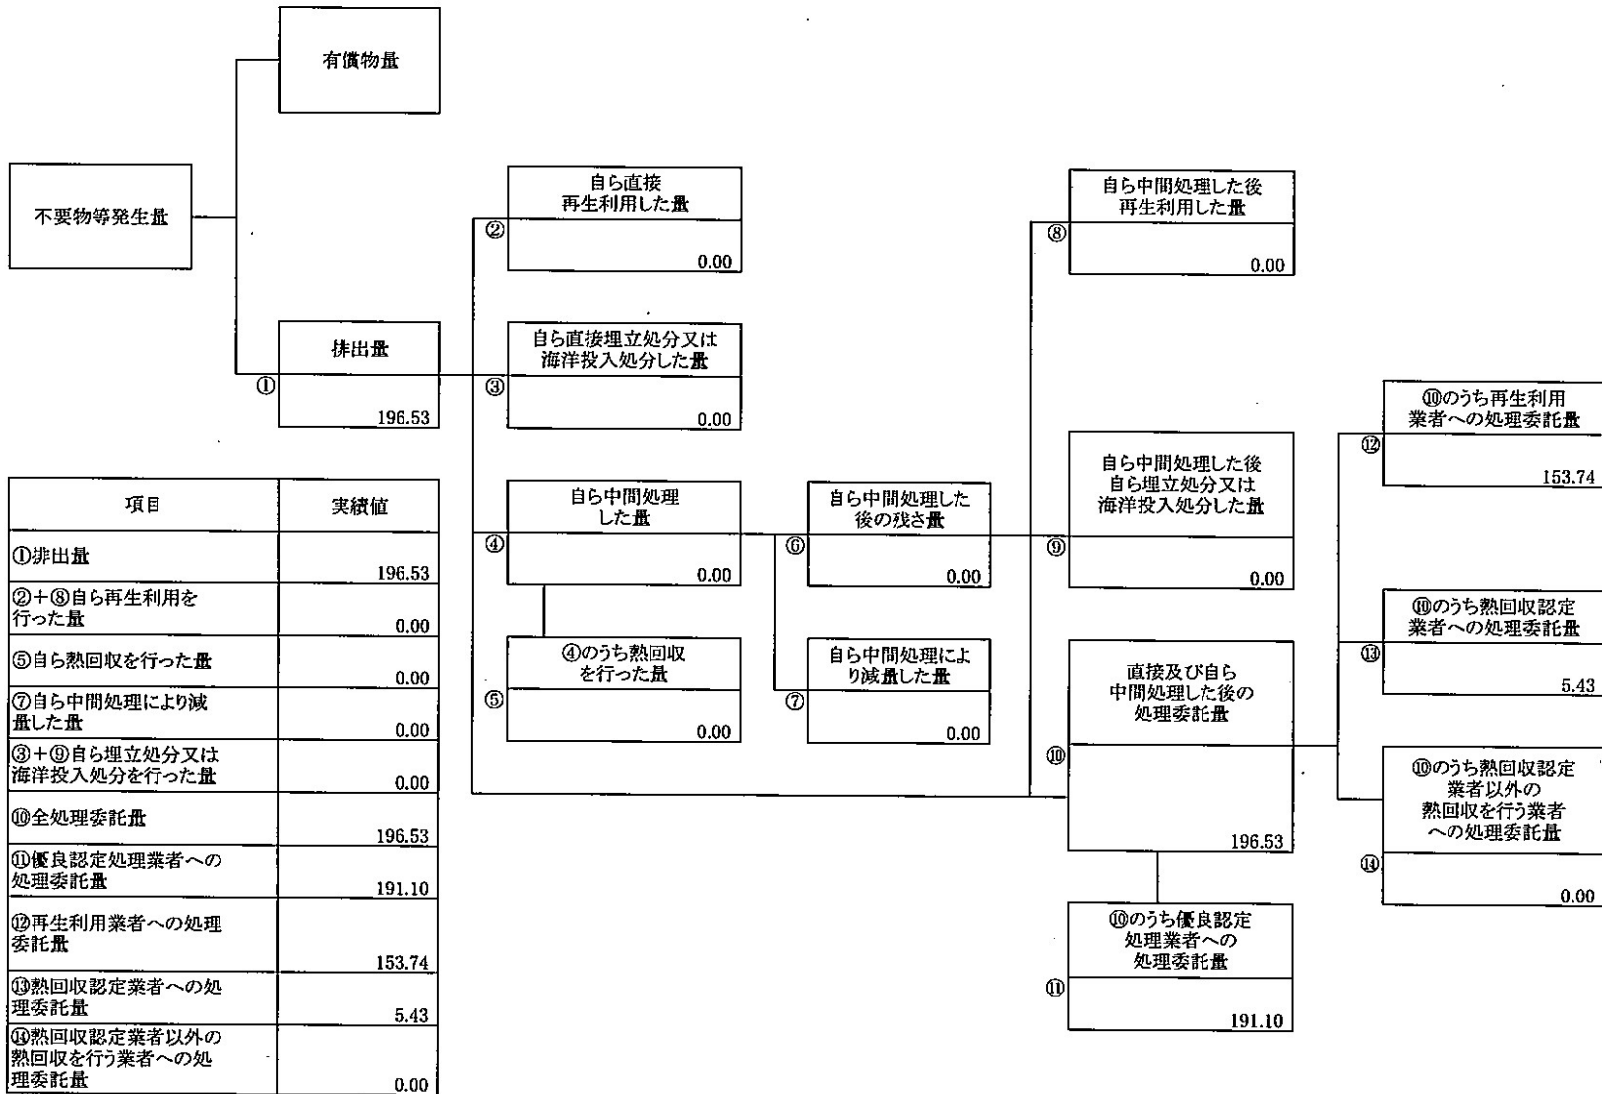 有償物量
不要物等発生量
①
排出量
196.53
②
自ら直接
再生利用した量
0.00
③
自ら直接埋立処分又は
海洋投入処分した量
0.00
④
自ら中間処理
した量
0.00
⑤
④のうち熱回収
を行った量
0.00
⑥
自ら中間処理した
後の残さ量
0.00
⑦
自ら中間処理によ
り減量した量
0.00
⑧
自ら中間処理した後
再生利用した量
0.00
⑨
自ら中間処理した後
自ら埋立処分又は
海洋投入処分した量
0.00
⑩
直接及び自ら
中間処理した後の
処理委託量
196.53
⑪
⑩のうち優良認定
処理業者への
処理委託量
191.10
⑫
⑩のうち再生利用
業者への処理委託量
153.74
⑬
⑩のうち熱回収認定
業者への処理委託量
5.43
⑭
⑩のうち熱回収認定
業者以外の
熱回収を行う業者
への処理委託量
0.00
項目 実績値
①排出量
196.53
②+⑧自ら再生利用を
行った量
0.00
⑤自ら熱回収を行った量
0.00
⑦自ら中間処理により減
量した量
0.00
③+⑨自ら埋立処分又は
海洋投入処分を行った量
0.00
⑩全処理委託量
196.53
⑪優良認定処理業者への
処理委託量
191.10
⑫再生利用業者への処理
委託量
153.74
⑬熱回収認定業者への処
理委託量
5.43
⑭熱回収認定業者以外の
熱回収を行う業者への処
理委託量
0.00